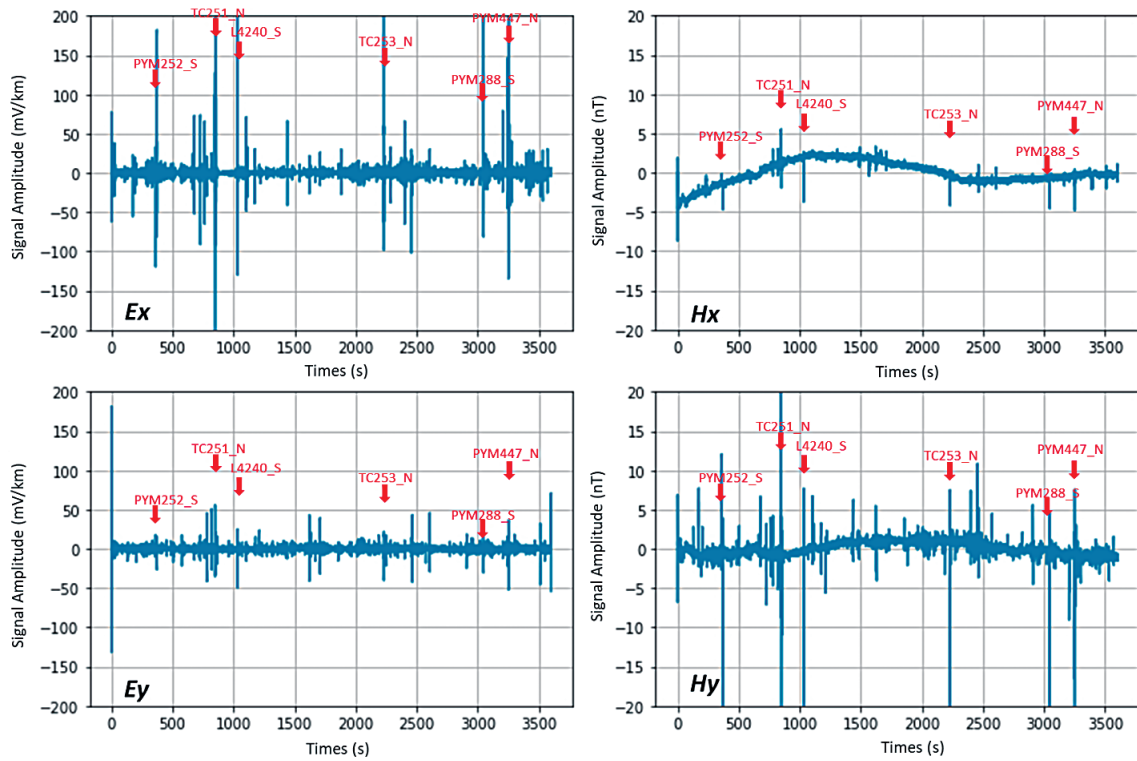 Signal Amplitude (mV/km)
200
150
100
50
0
−50
−100
−150
−200
TC251_N
L4240_S
PYM252_S
TC253_N
PYM447_N
PYM288_S
Ex
0 500 1000 1500 2000 2500 3000 3500
Times (s)
Signal Amplitude (nT)
20
15
10
5
0
−5
−10
−15
−20
TC251_N
L4240_S
PYM252_S
TC253_N
PYM447_N
PYM288_S
Hx
0 500 1000 1500 2000 2500 3000 3500
Times (s)
Signal Amplitude (mV/km)
200
150
100
50
0
−50
−100
−150
−200
TC251_N
L4240_S
PYM252_S
TC253_N
PYM447_N
PYM288_S
Ey
0 500 1000 1500 2000 2500 3000 3500
Times (s)
Signal Amplitude (nT)
20
15
10
5
0
−5
−10
−15
20
TC251_N
L4240_S
PYM252_S
TC253_N
PYM447_N
PYM288_S
Hy
0 500 1000 1500 2000 2500 3000 3500
Times (s)